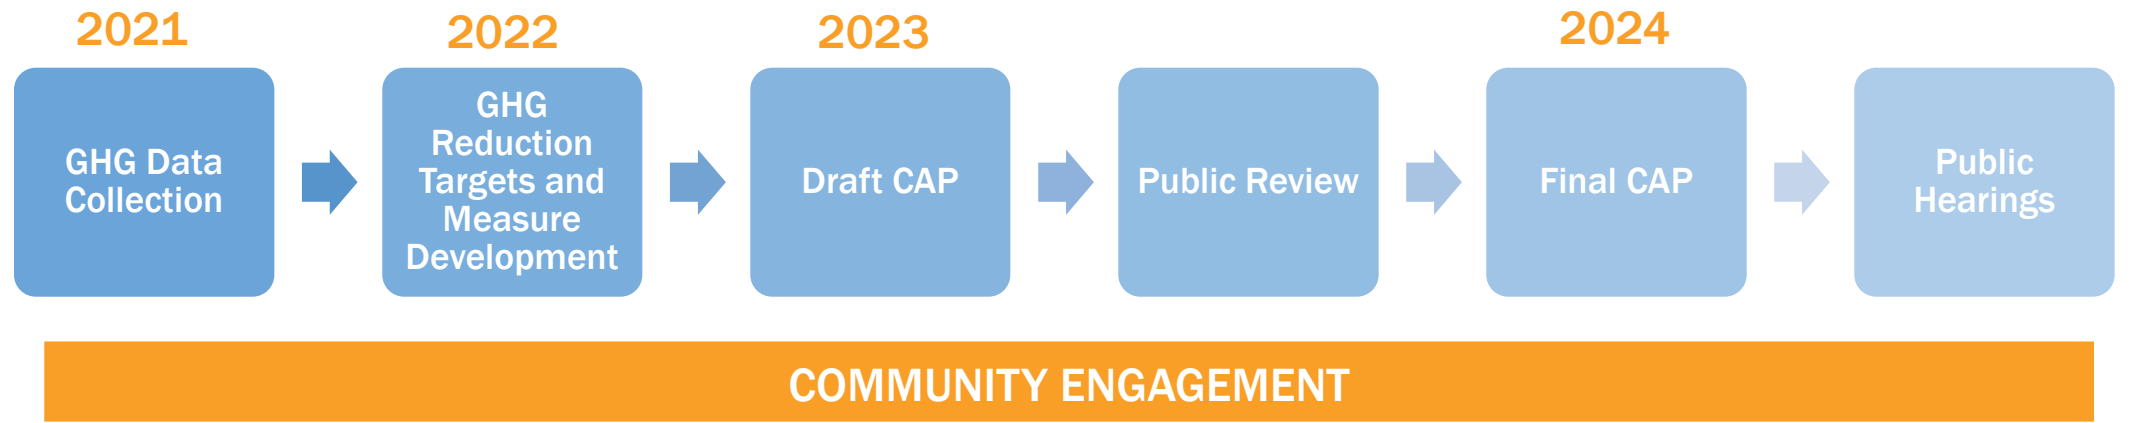 2021
2022
2023
2024
GHG Data
Collection
GHG
Reduction
Targets and
Measure
Development
Draft CAP
Public Review
Final CAP
Public
Hearings
COMMUNITY ENGAGEMENT